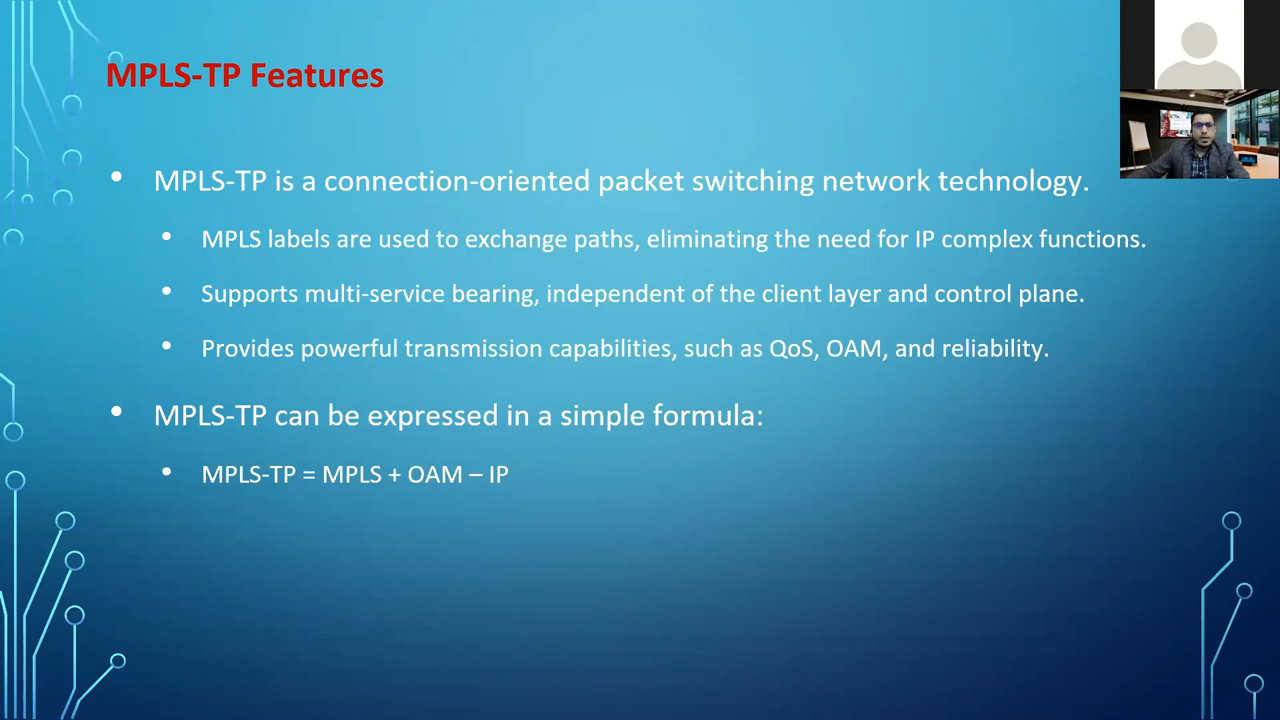 MPLS-TP Features
• MPLS-TP is a connection-oriented packet switching network technology.
• MPLS labels are used to exchange paths, eliminating the need for IP complex functions.
• Supports multi-service bearing, independent of the client layer and control plane.
• Provides powerful transmission capabilities, such as QoS, OAM, and reliability.
• MPLS-TP can be expressed in a simple formula:
• MPLS-TP = MPLS + OAM – IP